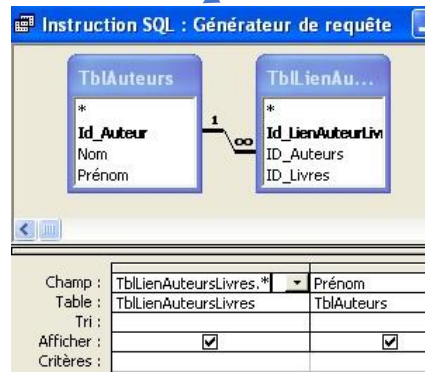 Instruction SQL : Générateur de requête
TblAuteurs
*
Id_Auteur
Nom
Prénom
1
∞
TblLienAu...
*
Id_LienAuteurLiv
ID_Auteurs
ID_Livres
Champ : TblLienAuteursLivres.* Prénom
Table : TblLienAuteursLivres TblAuteurs
Tri :
Afficher :
Critères :